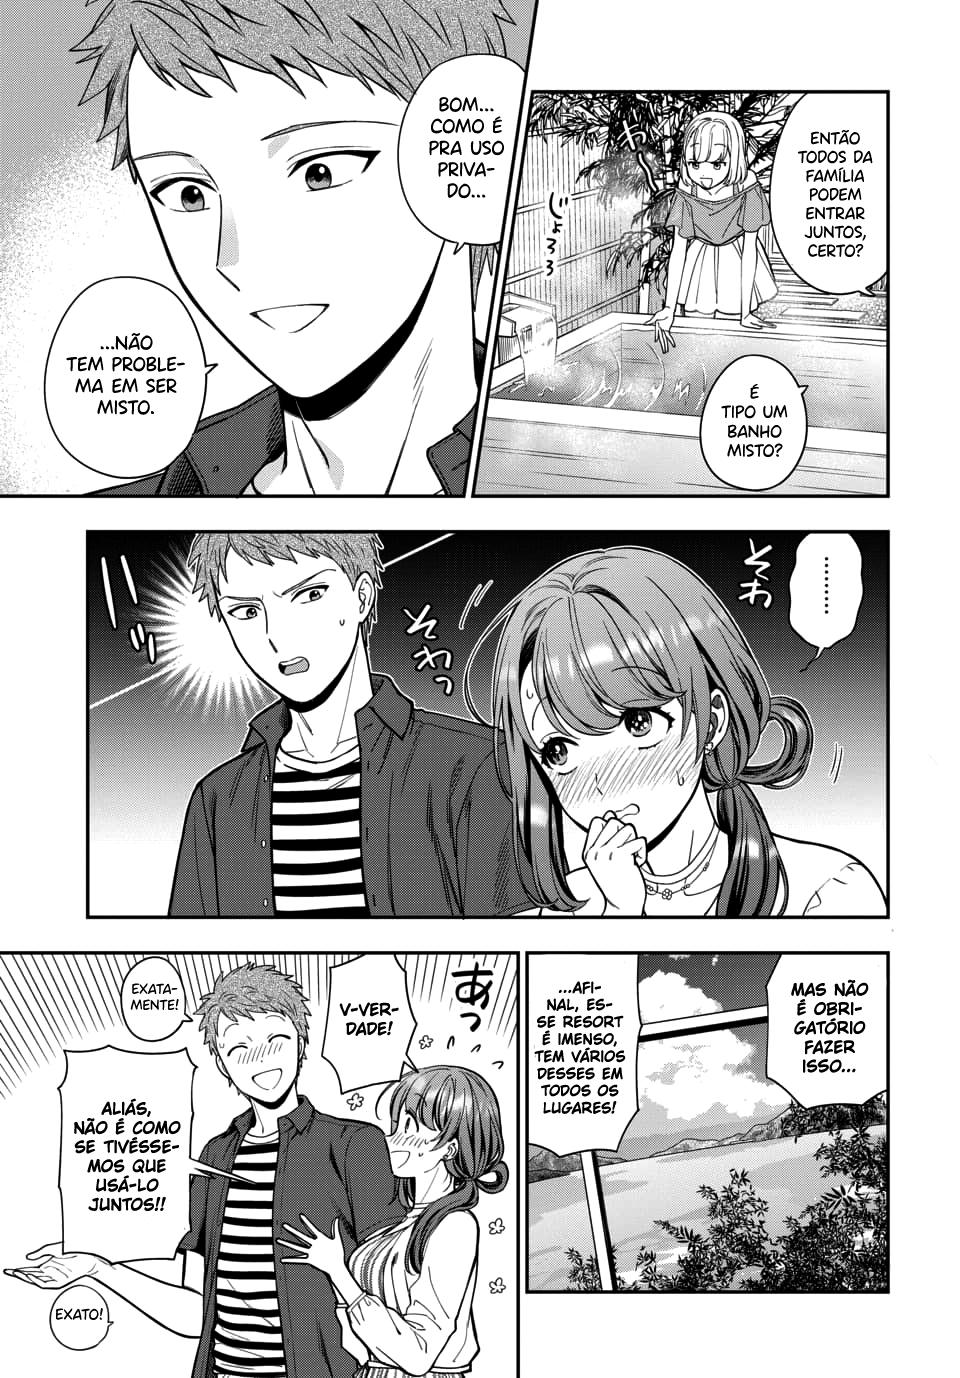 ENTÃO
TODOS DA
FAMÍLIA
PODEM
ENTRAR
JUNTOS,
CERTO?
わ
じょろろ
É
TIPO UM
BANHO
MISTO?
BOM...
COMO É
PRA USO
PRIVA-
DO...
...NÃO
TEM PROBLE-
MA EM SER
MISTO.
..........
そわ
そわっ
MAS NÃO
É OBRI-
GATÓRIO
FAZER
ISSO...
...AFI-
NAL, ES-
SE RESORT
É IMENSO,
TEM VÁRIOS
DESSES EM
TODOS OS
LUGARES!
あっ
V-VER-
DADE!
EXATA-
MENTE!
ALIÁS,
NÃO É COMO
SE TIVÉSSE-
MOS QUE
USÁ-LO
JUNTOS!!
EXATO!